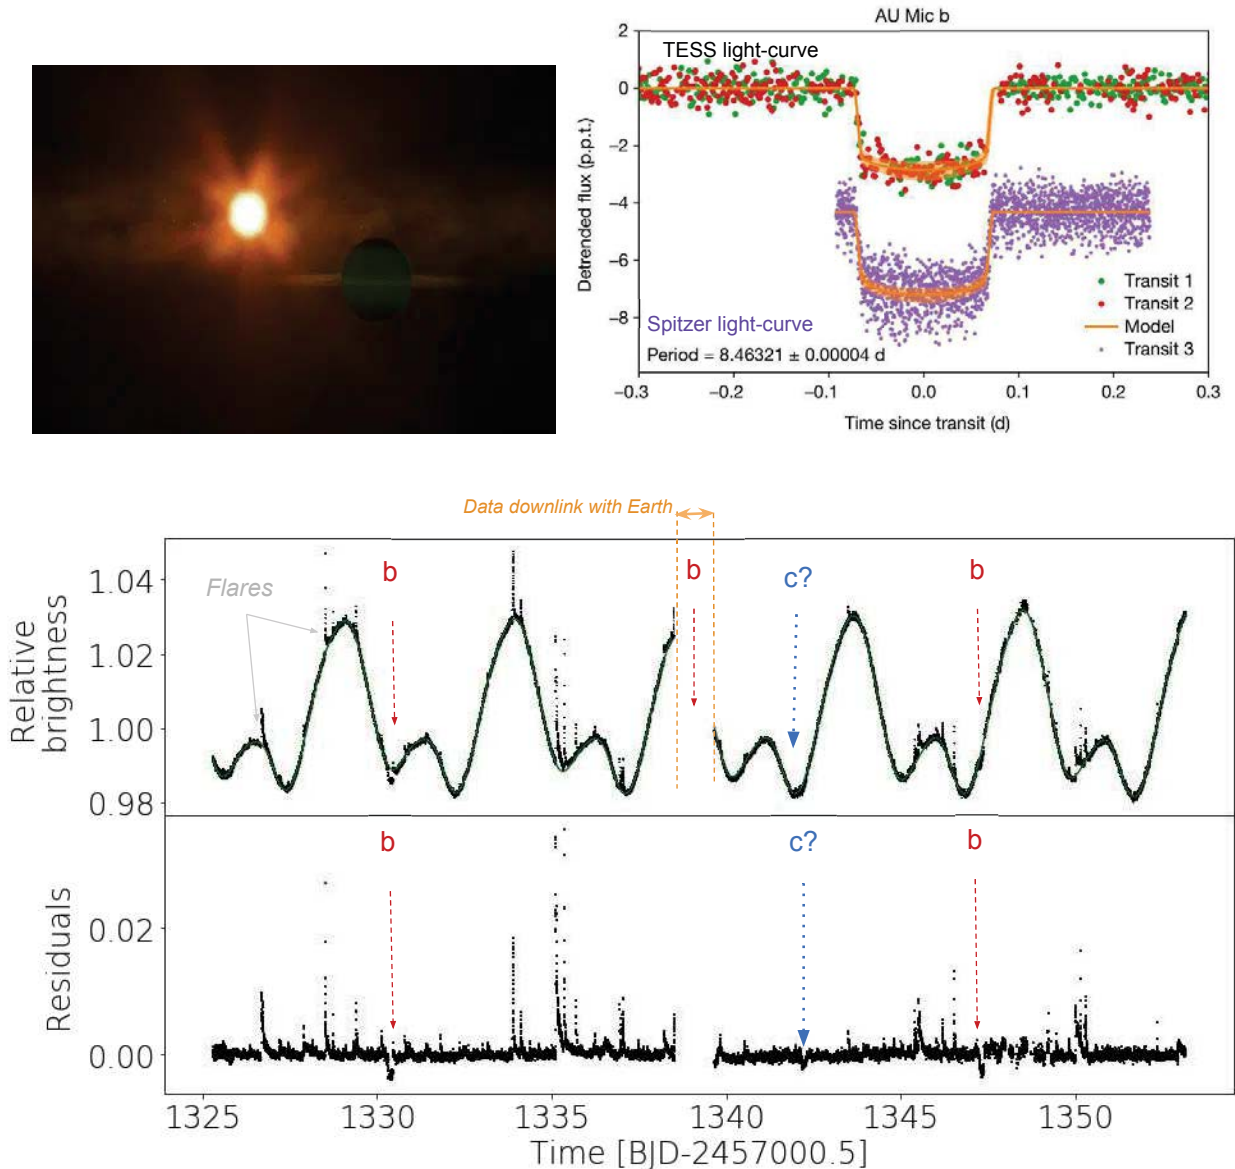 AU Mic b
2
0
−2
−4
−6
−8
Detrended flux (p.p.t.)
TESS light-curve
Spitzer light-curve
Period = 8.46321 ± 0.00004 d
Transit 1
Transit 2
Model
Transit 3
−0.3 −0.2 −0.1 0.0 0.1 0.2 0.3
Time since transit (d)
Data downlink with Earth
Relative
brightness
1.04
1.02
1.00
0.98
Flares
b
b
c?
b
Residuals
0.02
0.00
b
c?
b
1325 1330 1335 1340 1345 1350
Time [BJD-2457000.5]